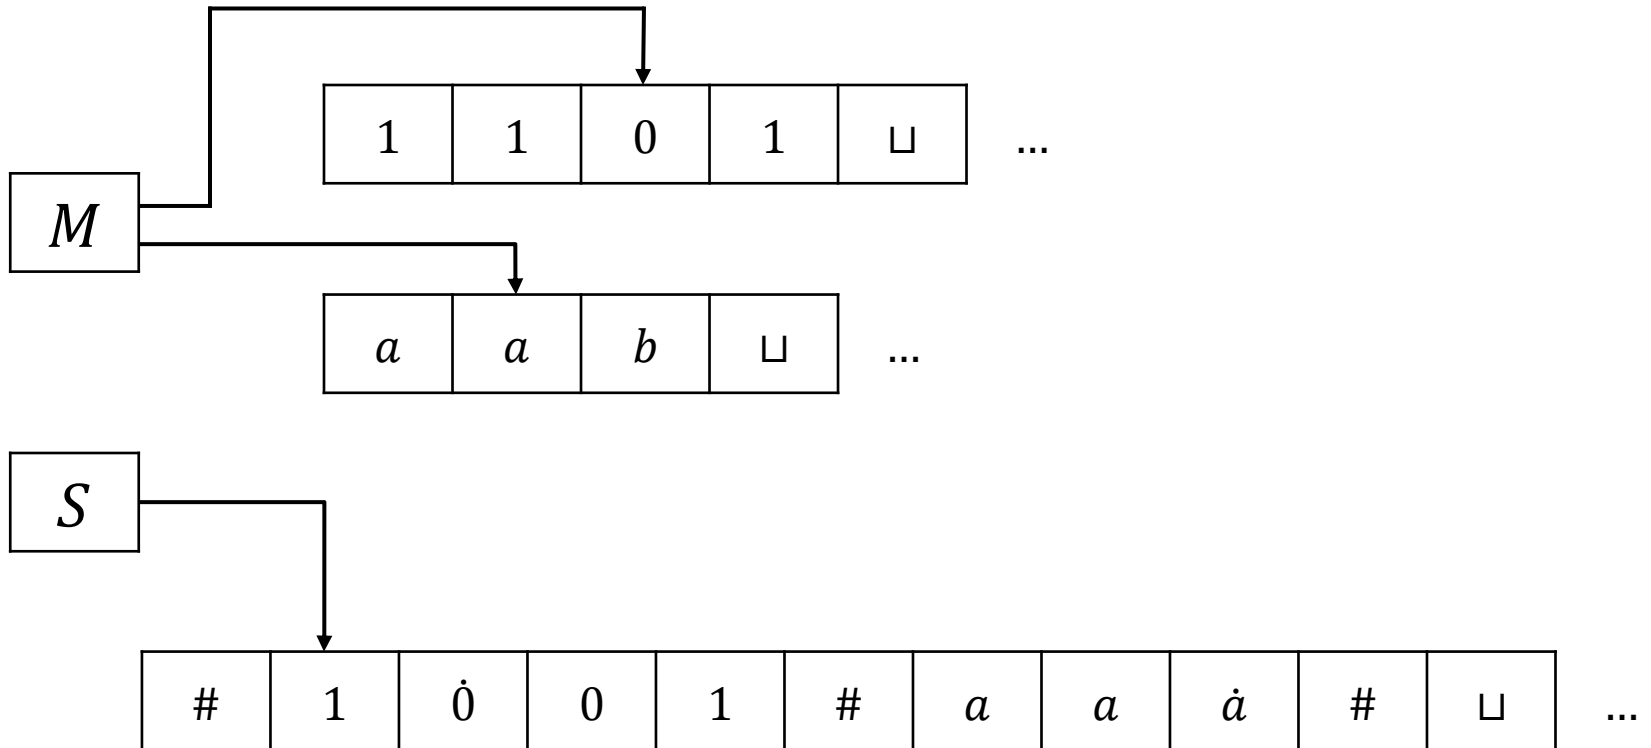 1 1 0 1 ⊔ ...
M
a a b ⊔ ...
S
# 1 0̇ 0 1 # a a ȧ # ⊔ ...